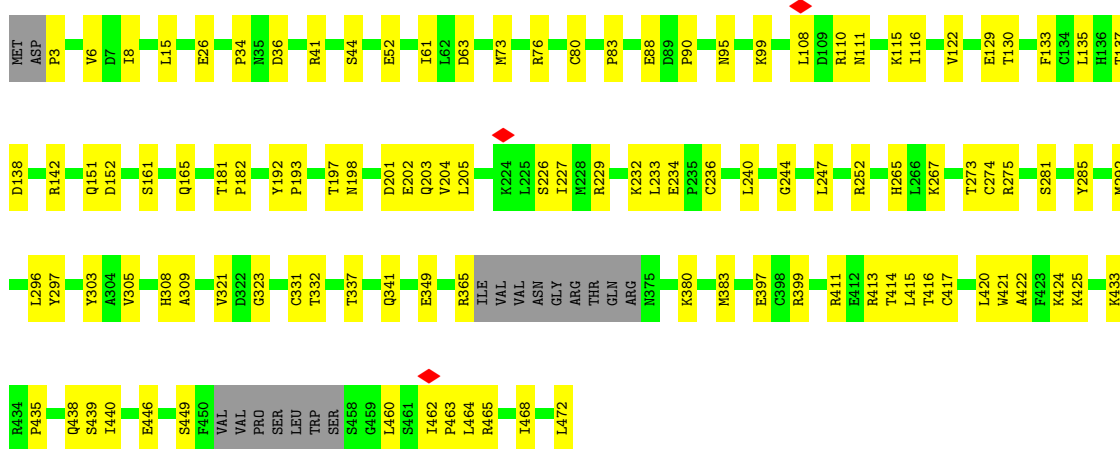 MET ASP P3 V6 D7 I8 L15 E26 P34 N35 D36 R41 S44 E52 I61 L62 D63 M73 R76 C80 P83 E88 D89 P90 N95 K99 L108 D109 R110 N111 K115 I116 V122 E129 T130 F133 C134 L135 H136 T137
D138 R142 Q151 D152 S161 Q165 T181 P182 Y192 P193 T197 N198 D201 E202 Q203 V204 L205 K224 L225 S226 I227 M228 R229 K232 L233 E234 P235 C236 L240 G244 L247 R252 H265 L266 K267 T273 C274 R275 S281 Y285
L296 Y297 Y303 A304 V305 H308 A309 V321 D322 G323 C331 T332 T337 Q341 E349 R365 ILE VAL VAL ASN GLY ARG THR GLN ARG N375 K380 M383 E397 C398 R399 R411 E412 R413 T414 L415 T416 C417 L420 W421 A422 F423 K424 K425 K433
R434 P435 Q438 S439 I440 E446 S449 F450 VAL VAL PRO SER LEU TRP SER S458 G459 L460 S461 I462 P463 L464 R465 I468 L472